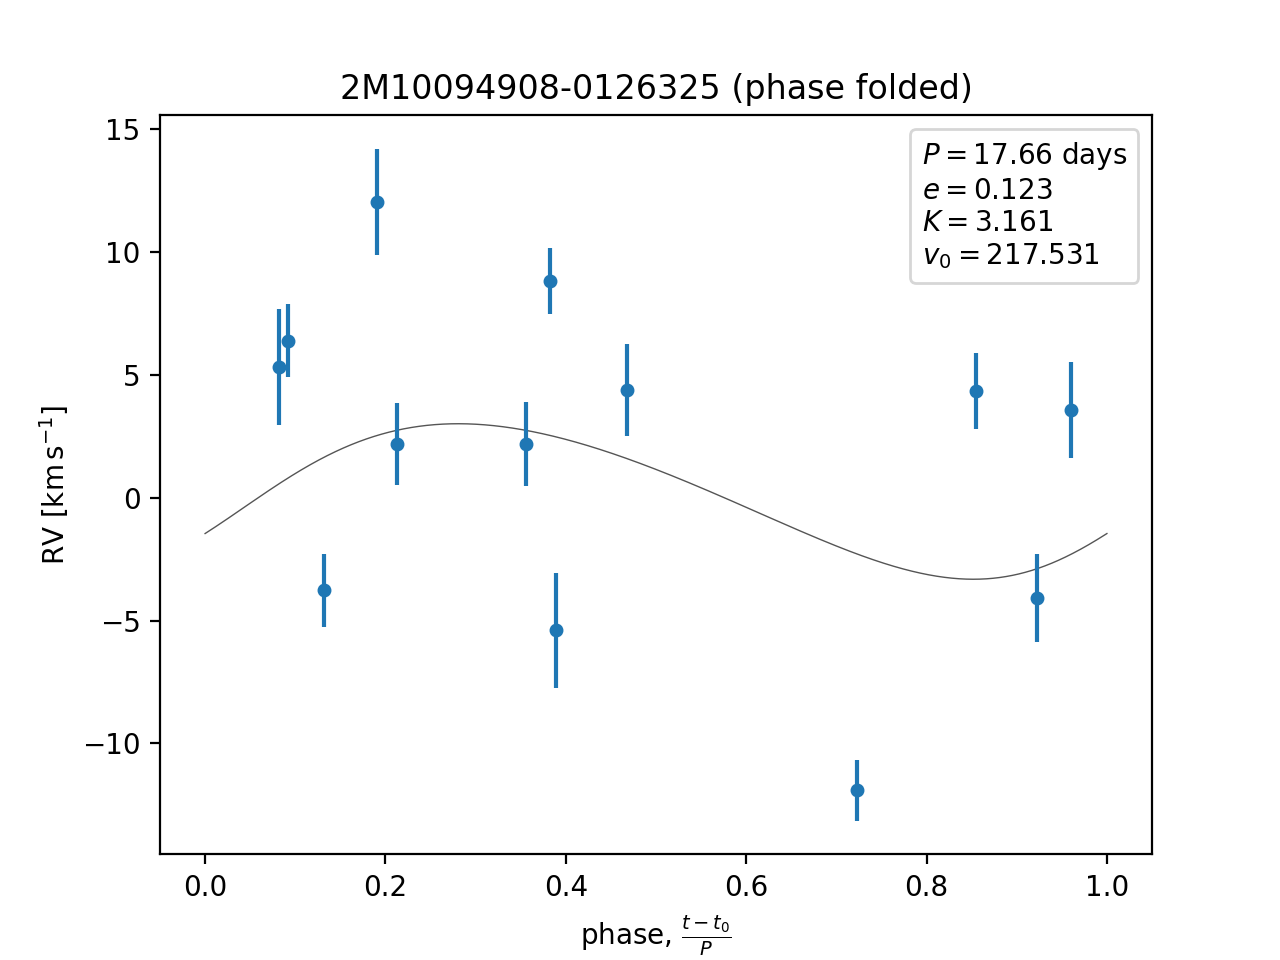 2M10094908-0126325 (phase folded)
P = 17.66 days
e = 0.123
K = 3.161
v₀ = 217.531
15
10
5
0
−5
−10
RV [km s⁻¹]
0.0 0.2 0.4 0.6 0.8 1.0
phase, (t − t₀)/P